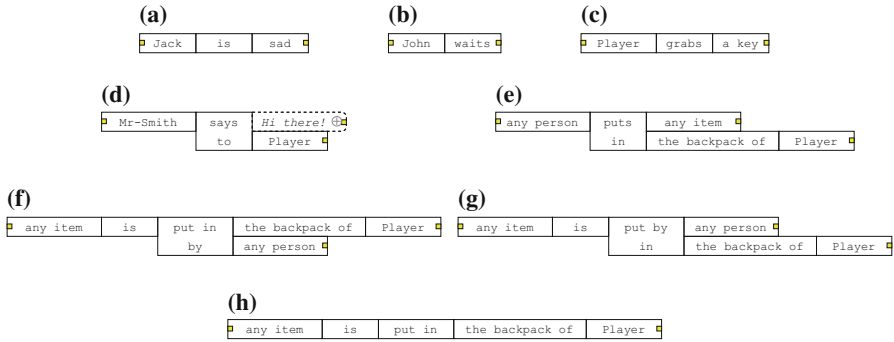 (a) (b) (c)
Jack is sad John waits Player grabs a key
(d) (e)
Mr-Smith says Hi there! any person puts any item
to Player in the backpack of Player
(f) (g)
any item is put in the backpack of Player any item is put by any person
by any person in the backpack of Player
(h)
any item is put in the backpack of Player